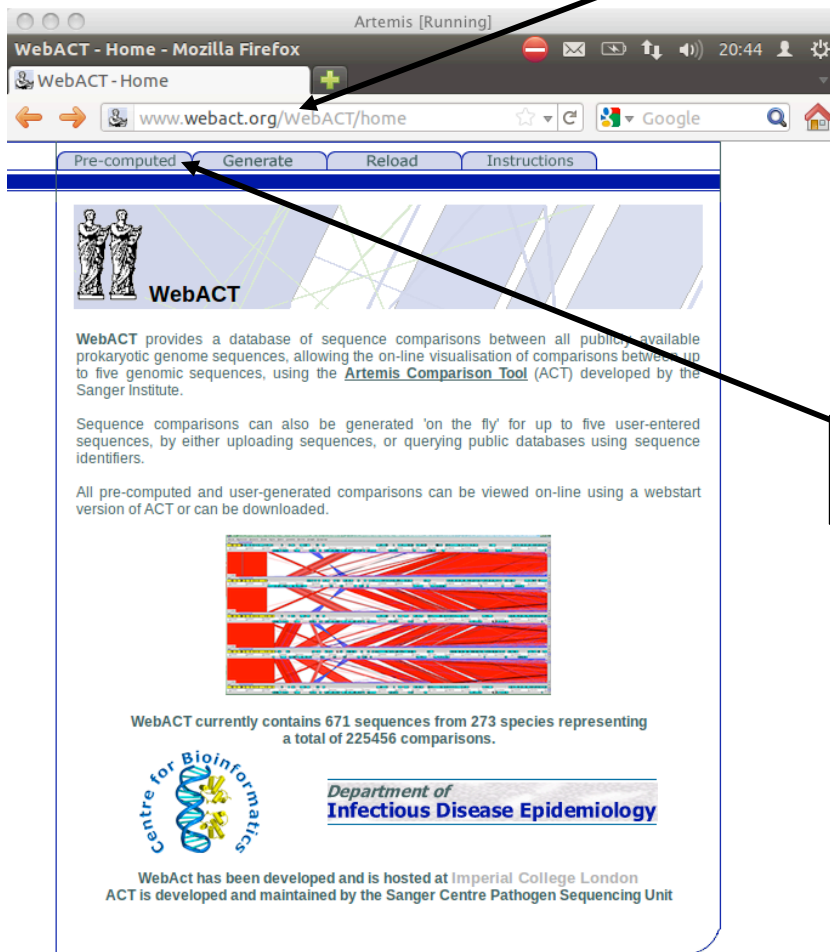 Artemis [Running]
WebACT - Home - Mozilla Firefox
20:44
WebACT - Home
www.webact.org/WebACT/home
Google
Pre-computed
Generate
Reload
Instructions
WebACT
WebACT provides a database of sequence comparisons between all publicly available
prokaryotic genome sequences, allowing the on-line visualisation of comparisons between up
to five genomic sequences, using the Artemis Comparison Tool (ACT) developed by the
Sanger Institute.
Sequence comparisons can also be generated 'on the fly' for up to five user-entered
sequences, by either uploading sequences, or querying public databases using sequence
identifiers.
All pre-computed and user-generated comparisons can be viewed on-line using a webstart
version of ACT or can be downloaded.
WebACT currently contains 671 sequences from 273 species representing
a total of 225456 comparisons.
Centre for Bioinformatics
Department of
Infectious Disease Epidemiology
WebAct has been developed and is hosted at Imperial College London
ACT is developed and maintained by the Sanger Centre Pathogen Sequencing Unit